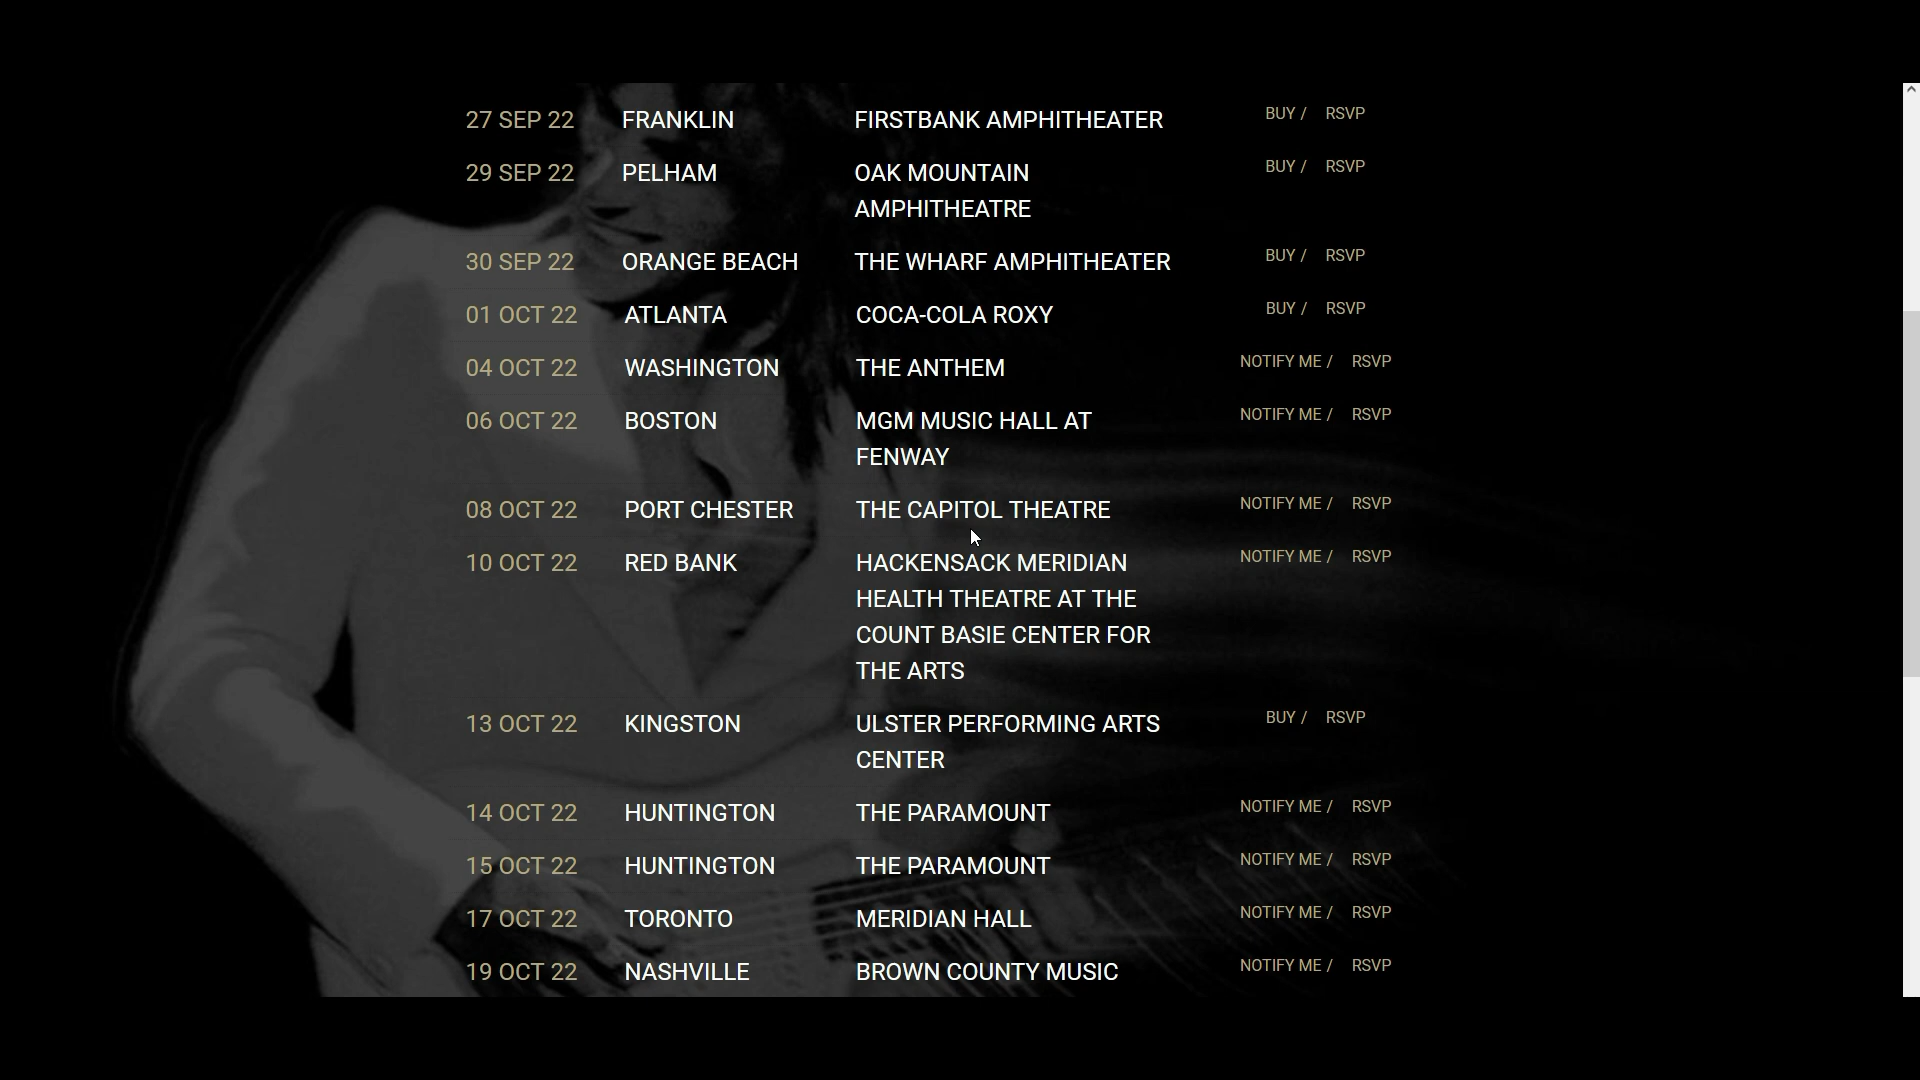 27 SEP 22 FRANKLIN FIRSTBANK AMPHITHEATER BUY / RSVP
29 SEP 22 PELHAM OAK MOUNTAIN BUY / RSVP
AMPHITHEATRE
30 SEP 22 ORANGE BEACH THE WHARF AMPHITHEATER BUY / RSVP
01 OCT 22 ATLANTA COCA-COLA ROXY BUY / RSVP
04 OCT 22 WASHINGTON THE ANTHEM NOTIFY ME / RSVP
06 OCT 22 BOSTON MGM MUSIC HALL AT NOTIFY ME / RSVP
FENWAY
08 OCT 22 PORT CHESTER THE CAPITOL THEATRE NOTIFY ME / RSVP
10 OCT 22 RED BANK HACKENSACK MERIDIAN NOTIFY ME / RSVP
HEALTH THEATRE AT THE
COUNT BASIE CENTER FOR
THE ARTS
13 OCT 22 KINGSTON ULSTER PERFORMING ARTS BUY / RSVP
CENTER
14 OCT 22 HUNTINGTON THE PARAMOUNT NOTIFY ME / RSVP
15 OCT 22 HUNTINGTON THE PARAMOUNT NOTIFY ME / RSVP
17 OCT 22 TORONTO MERIDIAN HALL NOTIFY ME / RSVP
19 OCT 22 NASHVILLE BROWN COUNTY MUSIC NOTIFY ME / RSVP